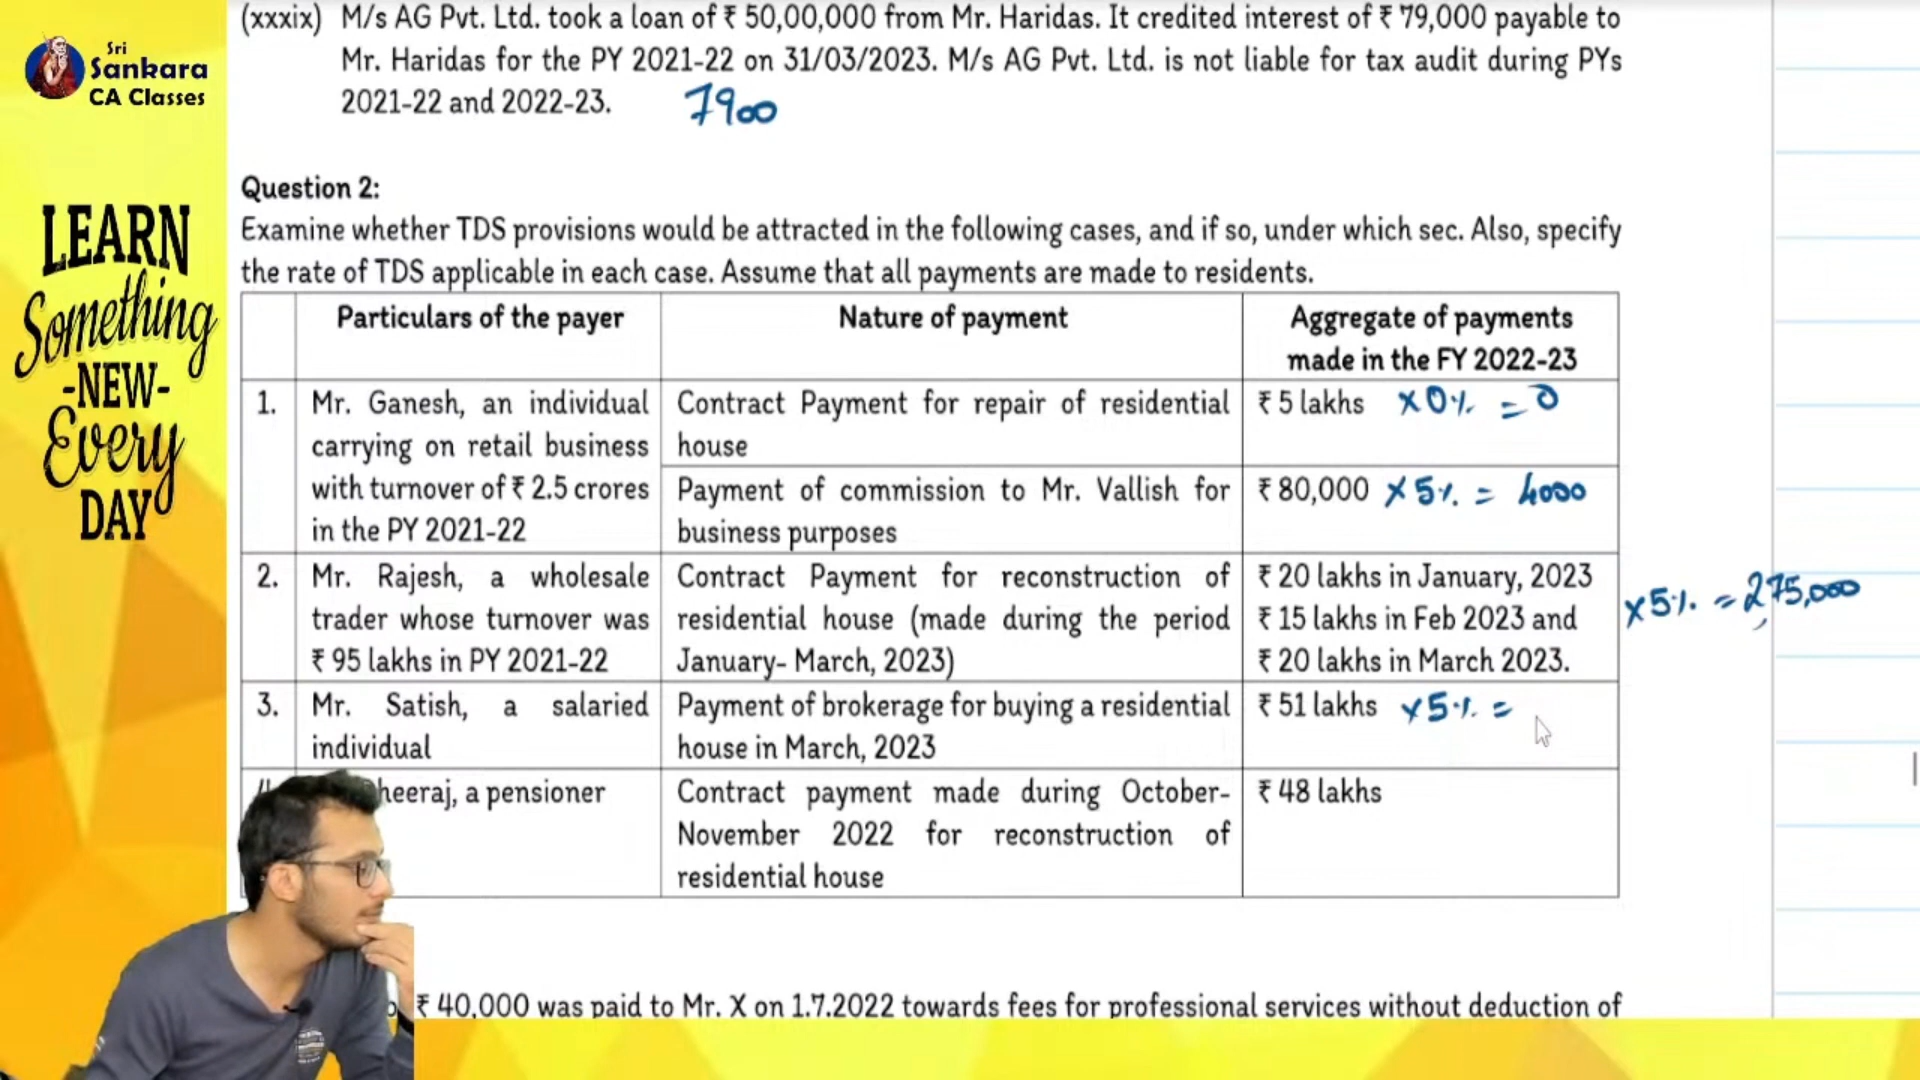 Sri
Sankara
CA Classes
LEARN
Something
-NEW-
Every
DAY
(xxxix) M/s AG Pvt. Ltd. took a loan of ₹ 50,00,000 from Mr. Haridas. It credited interest of ₹ 79,000 payable to
Mr. Haridas for the PY 2021-22 on 31/03/2023. M/s AG Pvt. Ltd. is not liable for tax audit during PYs
2021-22 and 2022-23. 7900
Question 2:
Examine whether TDS provisions would be attracted in the following cases, and if so, under which sec. Also, specify
the rate of TDS applicable in each case. Assume that all payments are made to residents.
Particulars of the payer
Nature of payment
Aggregate of payments
made in the FY 2022-23
1.
Mr. Ganesh, an individual
carrying on retail business
with turnover of ₹ 2.5 crores
in the PY 2021-22
Contract Payment for repair of residential
house
₹ 5 lakhs x 0% = 0
Payment of commission to Mr. Vallish for
business purposes
₹ 80,000 x 5% = 4000
2.
Mr. Rajesh, a wholesale
trader whose turnover was
₹ 95 lakhs in PY 2021-22
Contract Payment for reconstruction of
residential house (made during the period
January- March, 2023)
₹ 20 lakhs in January, 2023
₹ 15 lakhs in Feb 2023 and
₹ 20 lakhs in March 2023.
x 5% = 275,000
3.
Mr. Satish, a salaried
individual
Payment of brokerage for buying a residential
house in March, 2023
₹ 51 lakhs x 5% =
heeraj, a pensioner
Contract payment made during October-
November 2022 for reconstruction of
residential house
₹ 48 lakhs
₹ 40,000 was paid to Mr. X on 1.7.2022 towards fees for professional services without deduction of